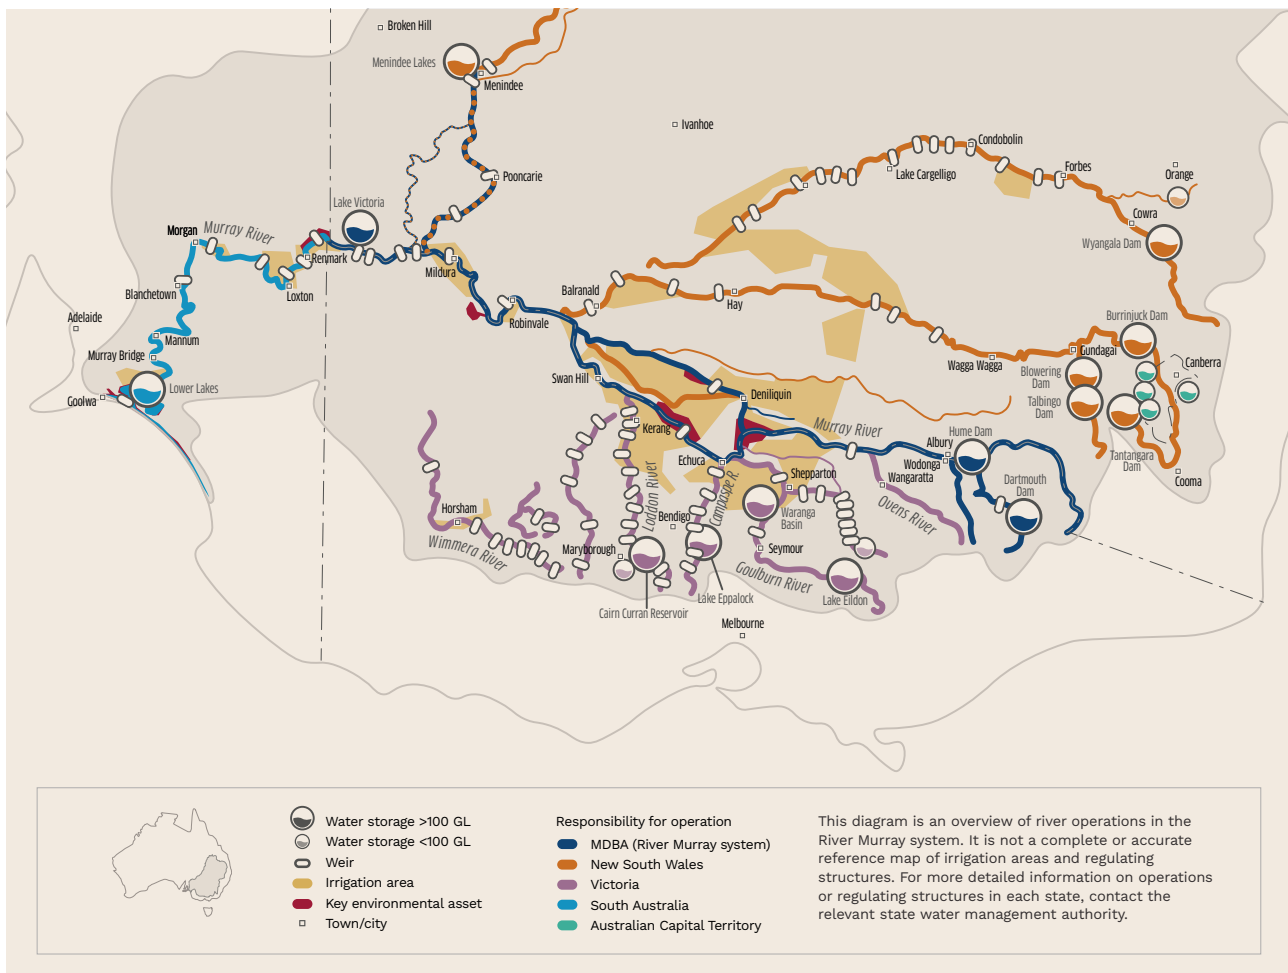 Broken Hill
Menindee Lakes
Menindee
Ivanhoe
Condobolin
Forbes
Orange
Lake Cargelligo
Pooncarie
Cowra
Wyangala Dam
Lake Victoria
Murray River
Morgan
Renmark
Mildura
Loxton
Blanchetown
Balranald
Hay
Burrinjuck Dam
Adelaide
Mannum
Robinvale
Murray Bridge
Gundagai
Canberra
Wagga Wagga
Blowering
Dam
Swan Hill
Lower Lakes
Goolwa
Deniliquin
Talbingo
Dam
Kerang
Murray River
Hume Dam
Albury
Wodonga
Tantangara
Dam
Echuca
Shepparton
Wangaratta
Dartmouth
Dam
Cooma
Loddon River
Campaspe R.
Horsham
Bendigo
Waranga
Basin
Ovens River
Wimmera River
Maryborough
Seymour
Goulburn River
Lake Eildon
Lake Eppalock
Cairn Curran Reservoir
Melbourne
Water storage >100 GL
Water storage <100 GL
Weir
Irrigation area
Key environmental asset
Town/city
Responsibility for operation
MDBA (River Murray system)
New South Wales
Victoria
South Australia
Australian Capital Territory
This diagram is an overview of river operations in the
River Murray system. It is not a complete or accurate
reference map of irrigation areas and regulating
structures. For more detailed information on operations
or regulating structures in each state, contact the
relevant state water management authority.